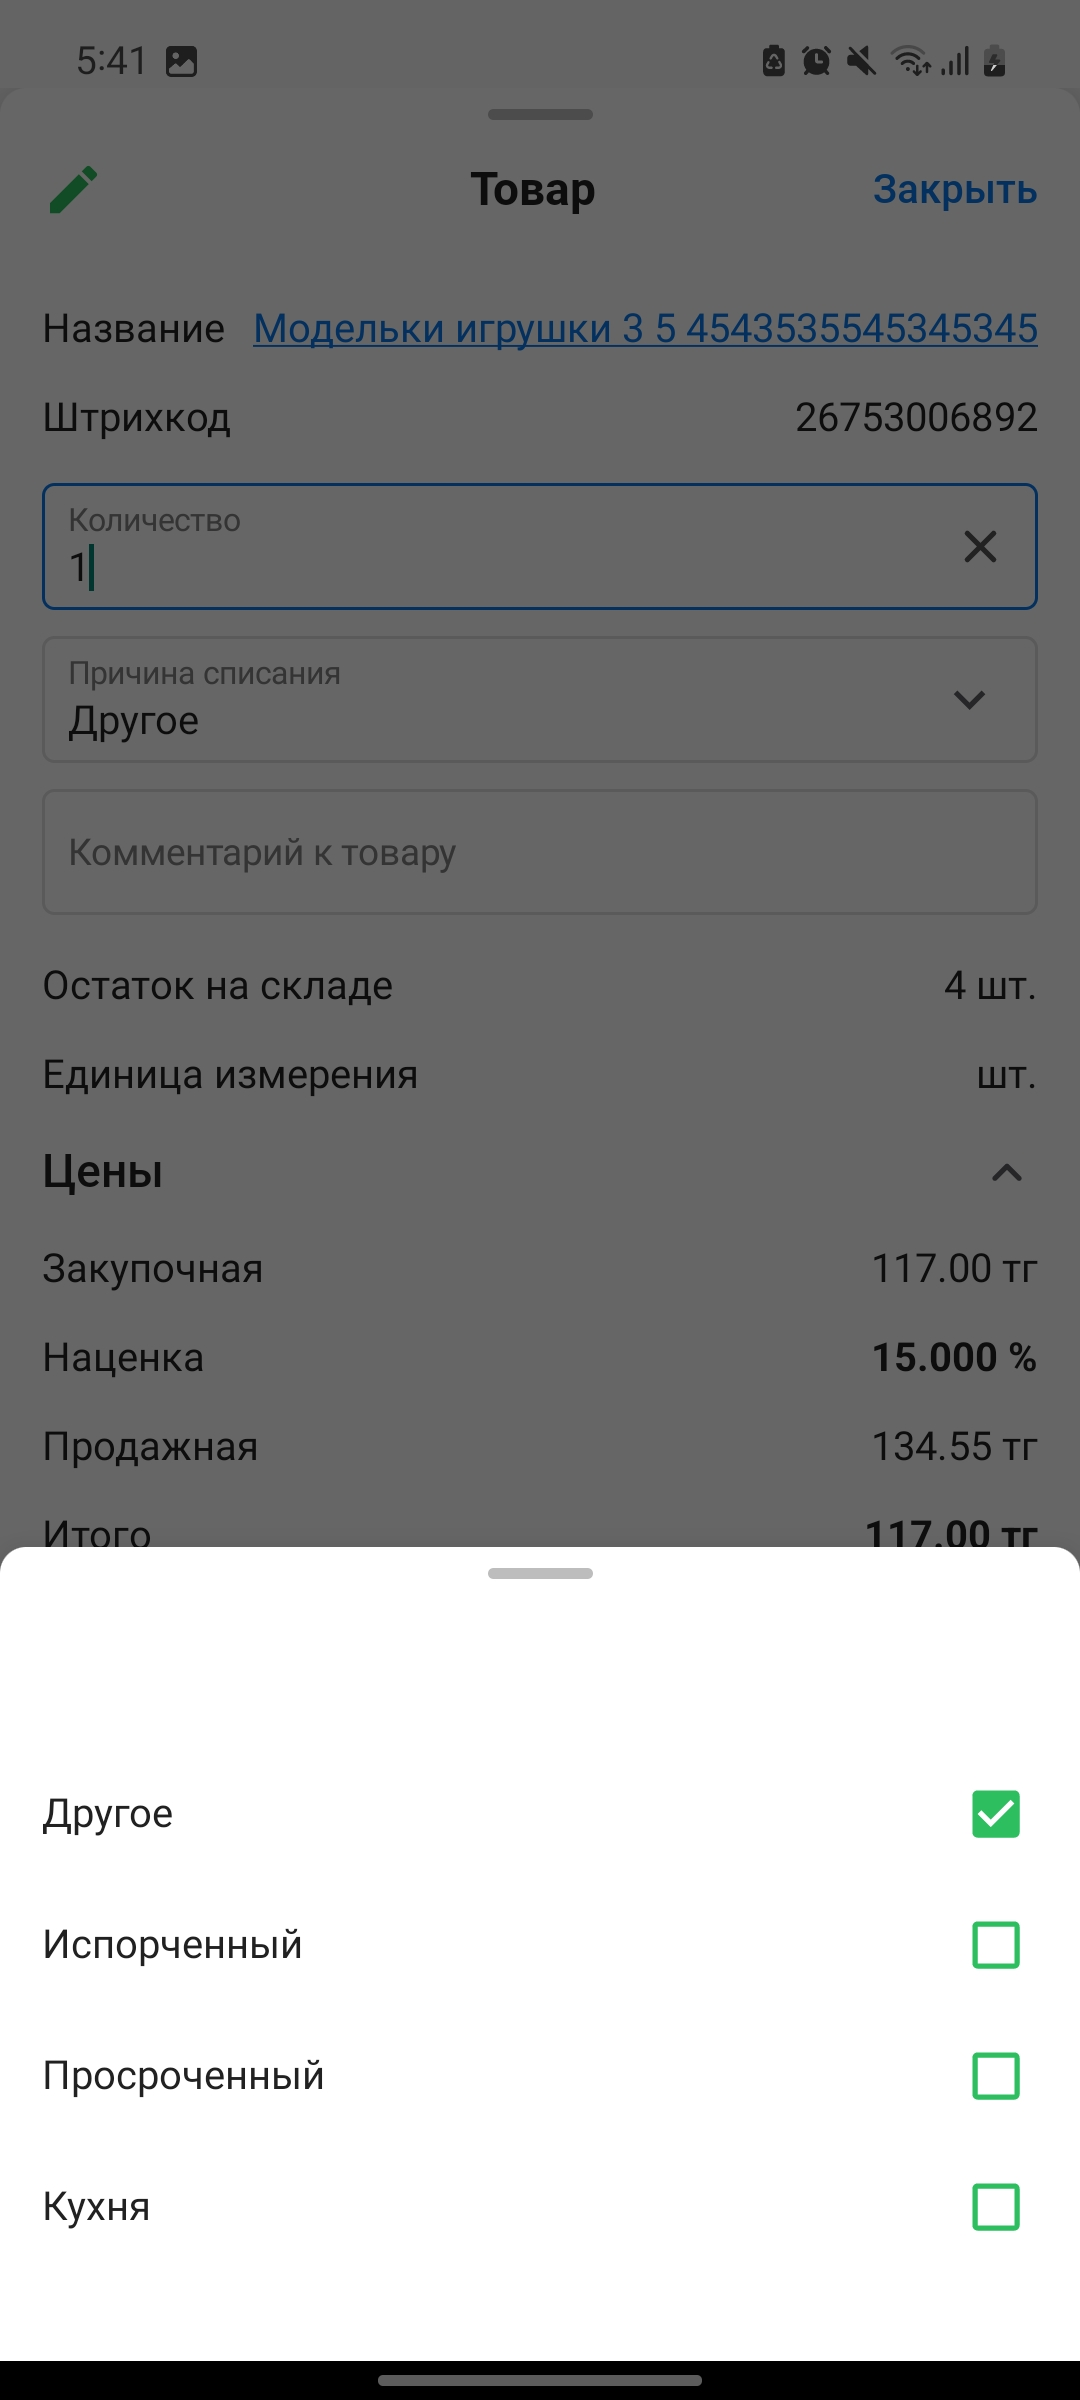 5:41
Товар Закрыть
Название Модельки игрушки 3 5 4543535545345345
Штрихкод 26753006892
Количество
1
Причина списания
Другое
Комментарий к товару
Остаток на складе 4 шт.
Единица измерения шт.
Цены
Закупочная 117.00 тг
Наценка 15.000 %
Продажная 134.55 тг
Итого 117.00 тг
Другое
Испорченный
Просроченный
Кухня